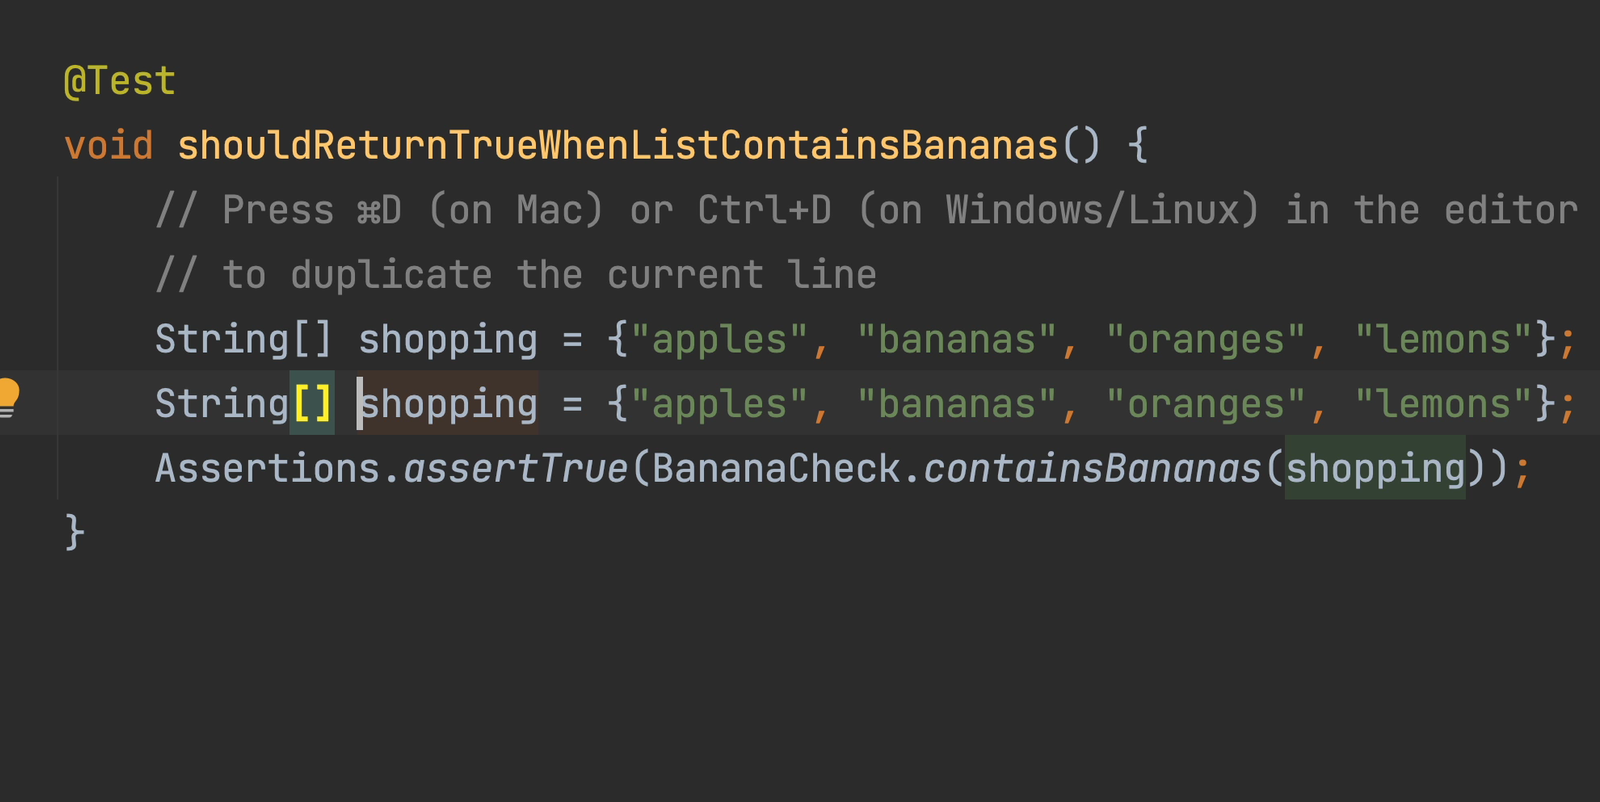 @Test
void shouldReturnTrueWhenListContainsBananas() {
// Press ⌘D (on Mac) or Ctrl+D (on Windows/Linux) in the editor
// to duplicate the current line
String[] shopping = {"apples", "bananas", "oranges", "lemons"};
String[] shopping = {"apples", "bananas", "oranges", "lemons"};
Assertions.assertTrue(BananaCheck.containsBananas(shopping));
}